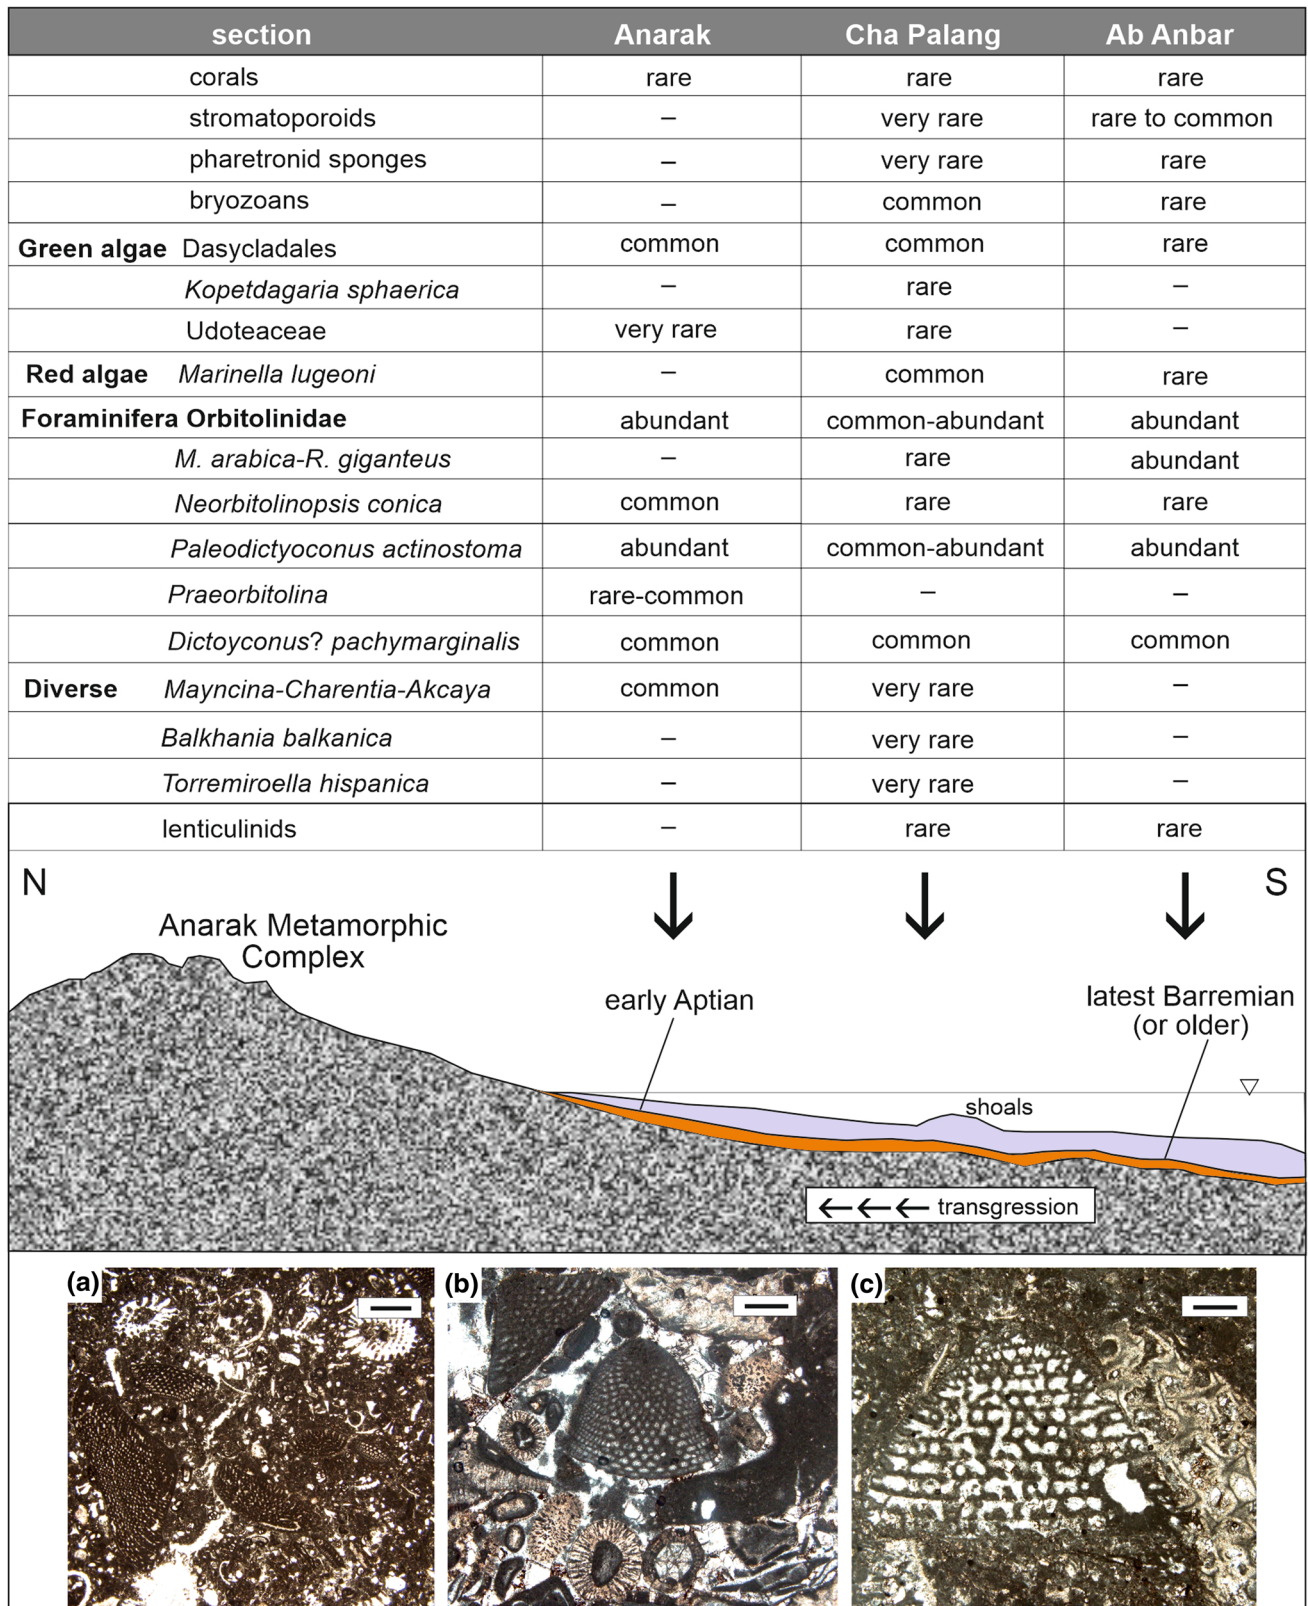 section Anarak Cha Palang Ab Anbar
corals rare rare rare
stromatoporoids – very rare rare to common
pharetronid sponges – very rare rare
bryozoans – common rare
Green algae Dasycladales common common rare
Kopetdagaria sphaerica – rare –
Udoteaceae very rare rare –
Red algae Marinella lugeoni – common rare
Foraminifera Orbitolinidae abundant common-abundant abundant
M. arabica-R. giganteus – rare abundant
Neorbitolinopsis conica common rare rare
Paleodictyoconus actinostoma abundant common-abundant abundant
Praeorbitolina rare-common – –
Dictoyconus? pachymarginalis common common common
Diverse Mayncina-Charentia-Akcaya common very rare –
Balkhania balkanica – very rare –
Torremiroella hispanica – very rare –
lenticulinids – rare rare
N S
Anarak Metamorphic
Complex
early Aptian
latest Barremian
(or older)
shoals
transgression
(a) (b) (c)